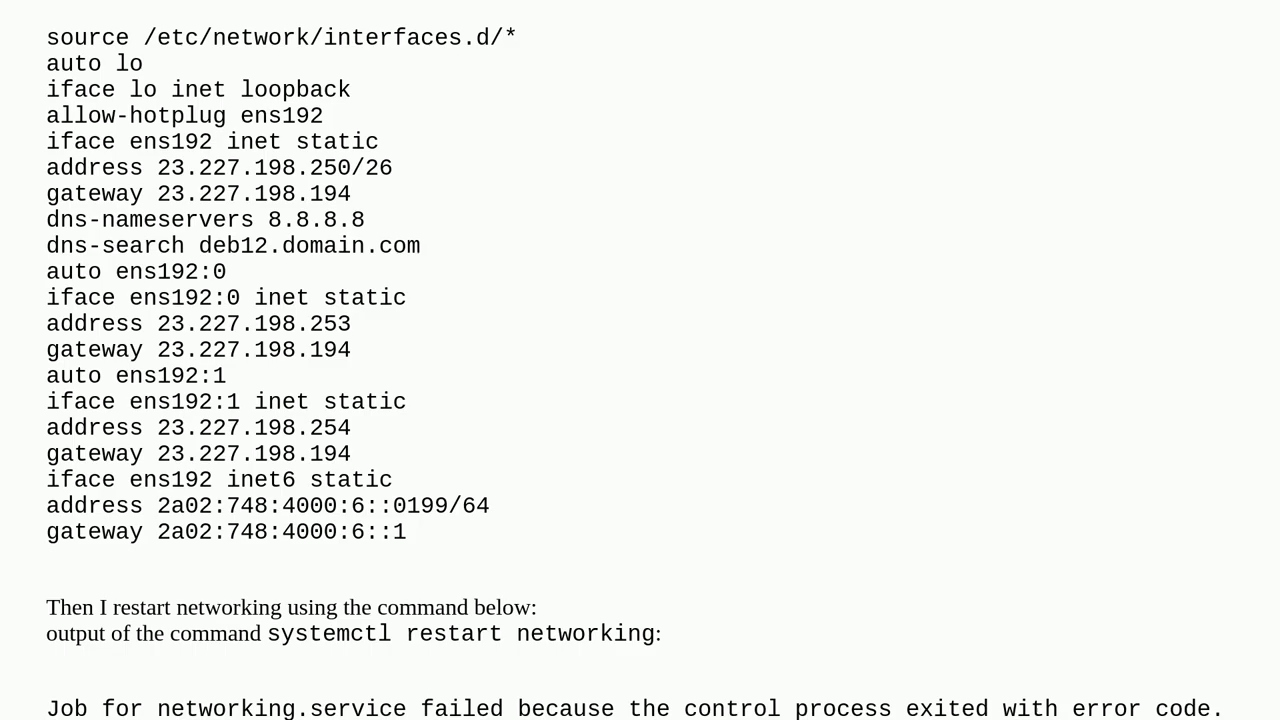 source /etc/network/interfaces.d/*
auto lo
iface lo inet loopback
allow-hotplug ens192
iface ens192 inet static
address 23.227.198.250/26
gateway 23.227.198.194
dns-nameservers 8.8.8.8
dns-search deb12.domain.com
auto ens192:0
iface ens192:0 inet static
address 23.227.198.253
gateway 23.227.198.194
auto ens192:1
iface ens192:1 inet static
address 23.227.198.254
gateway 23.227.198.194
iface ens192 inet6 static
address 2a02:748:4000:6::0199/64
gateway 2a02:748:4000:6::1
Then I restart networking using the command below:
output of the command systemctl restart networking:
Job for networking.service failed because the control process exited with error code.